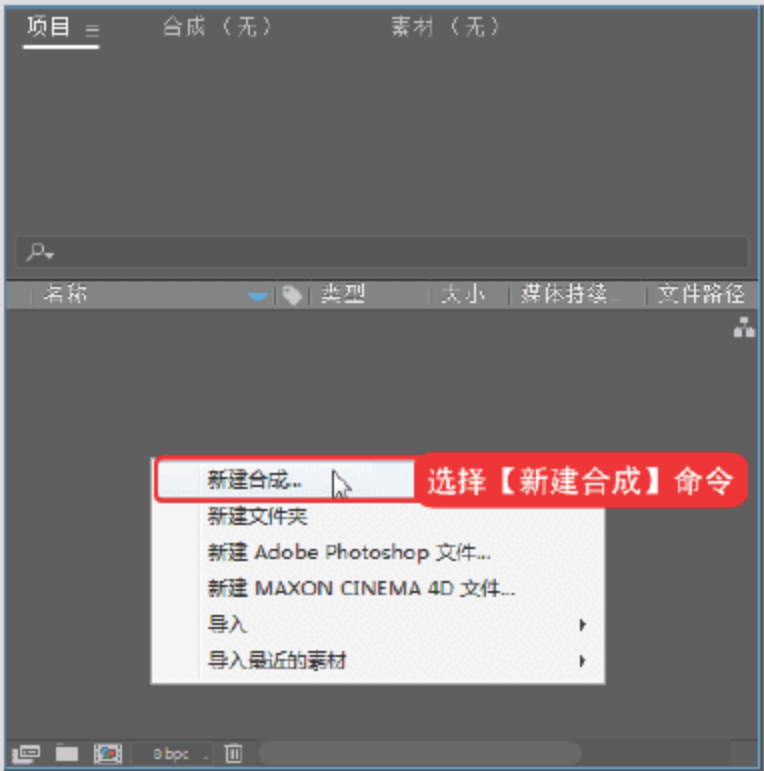 项目 合成（无） 素材（无）
名称 类型 大小 媒体持续... 文件路径
新建合成... 选择【新建合成】命令
新建文件夹
新建 Adobe Photoshop 文件...
新建 MAXON CINEMA 4D 文件...
导入
导入最近的素材
8 bpc